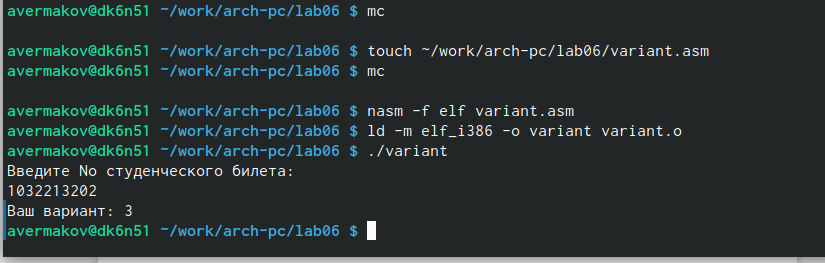 avermakov@dk6n51 ~/work/arch-pc/lab06 $ mc
avermakov@dk6n51 ~/work/arch-pc/lab06 $ touch ~/work/arch-pc/lab06/variant.asm
avermakov@dk6n51 ~/work/arch-pc/lab06 $ mc
avermakov@dk6n51 ~/work/arch-pc/lab06 $ nasm -f elf variant.asm
avermakov@dk6n51 ~/work/arch-pc/lab06 $ ld -m elf_i386 -o variant variant.o
avermakov@dk6n51 ~/work/arch-pc/lab06 $ ./variant
Введите No студенческого билета:
1032213202
Ваш вариант: 3
avermakov@dk6n51 ~/work/arch-pc/lab06 $